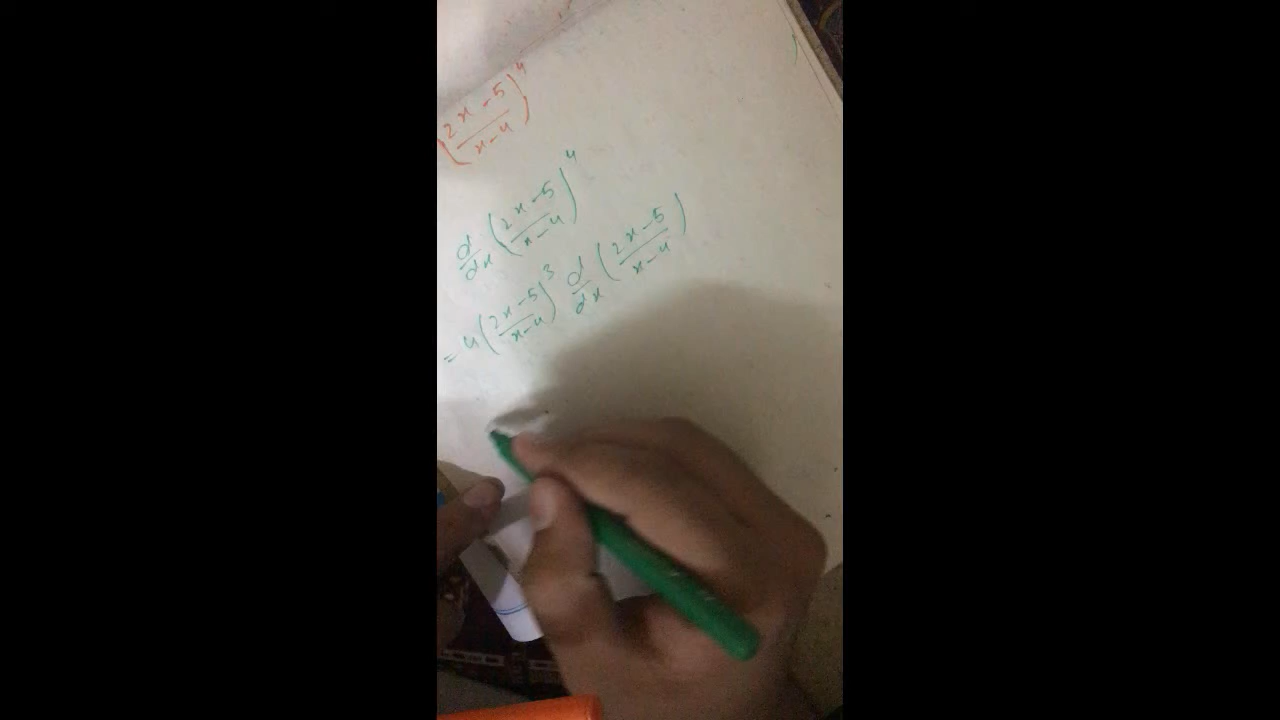 (2x-5/x-4)^4
d/dx (2x-5/x-4)^4
= 4(2x-5/x-4)^3 d/dx (2x-5/x-4)